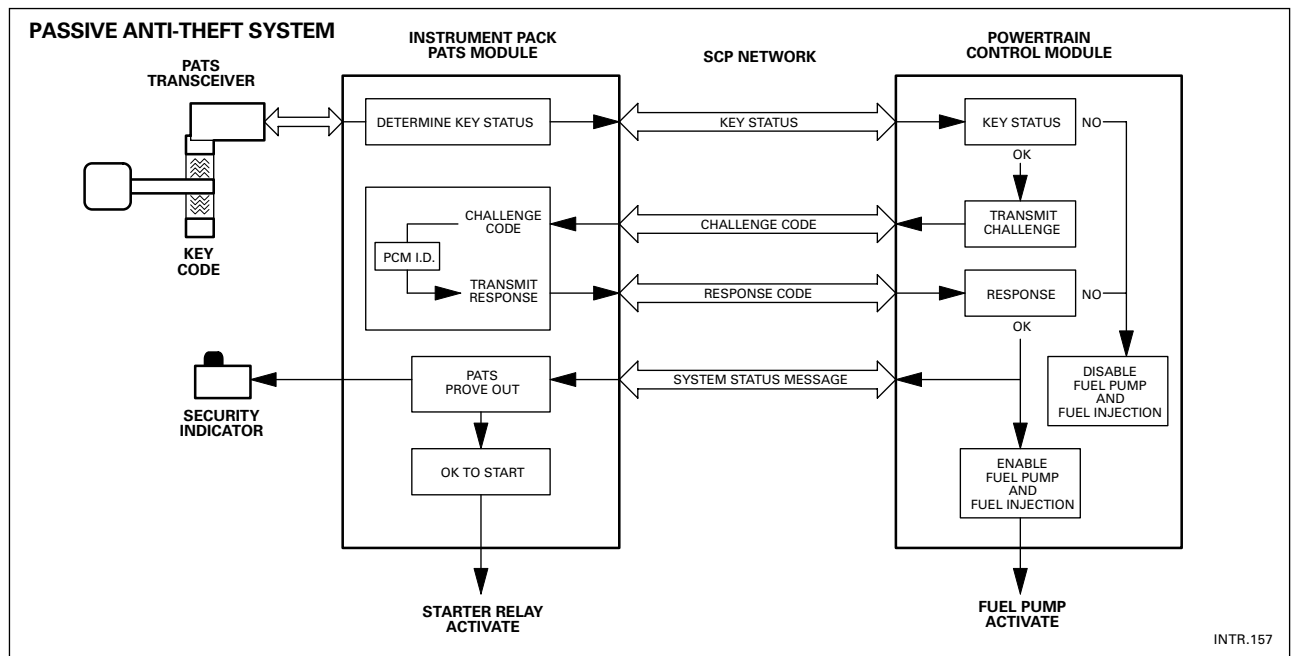 PASSIVE ANTI-THEFT SYSTEM
PATS
TRANSCEIVER
INSTRUMENT PACK
PATS MODULE
SCP NETWORK
POWERTRAIN
CONTROL MODULE
DETERMINE KEY STATUS
KEY STATUS
KEY STATUS
NO
OK
CHALLENGE
CODE
CHALLENGE CODE
TRANSMIT
CHALLENGE
PCM I.D.
KEY
CODE
TRANSMIT
RESPONSE
RESPONSE CODE
RESPONSE
NO
OK
PATS
PROVE OUT
SYSTEM STATUS MESSAGE
DISABLE
FUEL PUMP
AND
FUEL INJECTION
SECURITY
INDICATOR
OK TO START
ENABLE
FUEL PUMP
AND
FUEL INJECTION
STARTER RELAY
ACTIVATE
FUEL PUMP
ACTIVATE
INTR.157